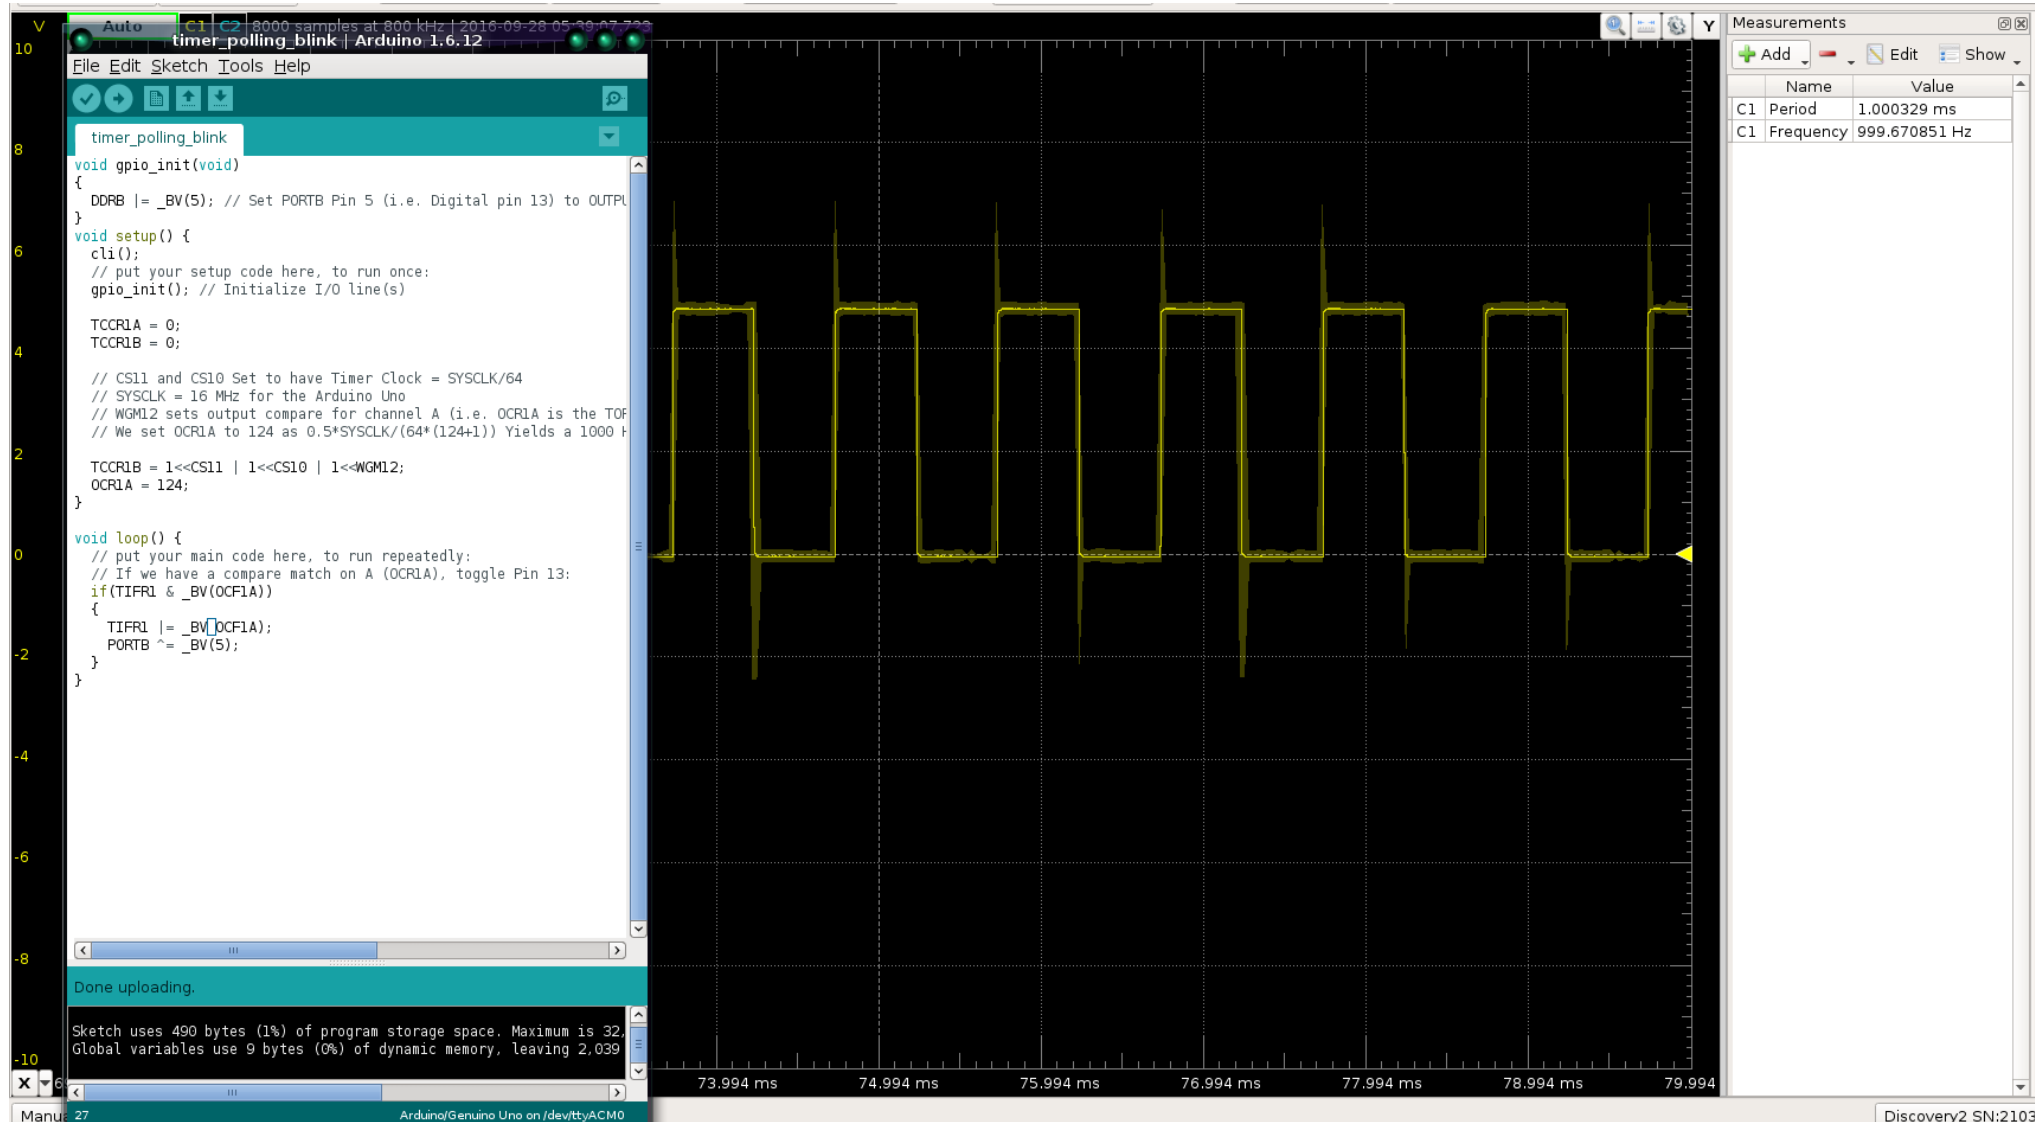 V
Auto C1 C2 8000 samples at 800 kHz | 2016-09-28 05:39:07.723
Y
10
8
6
4
2
0
-2
-4
-6
-8
-10
timer_polling_blink | Arduino 1.6.12
File Edit Sketch Tools Help
timer_polling_blink
void gpio_init(void)
{
DDRB |= _BV(5); // Set PORTB Pin 5 (i.e. Digital pin 13) to OUTPU
}
void setup() {
cli();
// put your setup code here, to run once:
gpio_init(); // Initialize I/O line(s)
TCCR1A = 0;
TCCR1B = 0;
// CS11 and CS10 Set to have Timer Clock = SYSCLK/64
// SYSCLK = 16 MHz for the Arduino Uno
// WGM12 sets output compare for channel A (i.e. OCR1A is the TOP
// We set OCR1A to 124 as 0.5*SYSCLK/(64*(124+1)) Yields a 1000 H
TCCR1B = 1<<CS11 | 1<<CS10 | 1<<WGM12;
OCR1A = 124;
}
void loop() {
// put your main code here, to run repeatedly:
// If we have a compare match on A (OCR1A), toggle Pin 13:
if(TIFR1 & _BV(OCF1A))
{
TIFR1 |= _BV(OCF1A);
PORTB ^= _BV(5);
}
}
Done uploading.
Sketch uses 490 bytes (1%) of program storage space. Maximum is 32,
Global variables use 9 bytes (0%) of dynamic memory, leaving 2,039
27 Arduino/Genuino Uno on /dev/ttyACM0
X 73.994 ms 74.994 ms 75.994 ms 76.994 ms 77.994 ms 78.994 ms 79.994
Manua
Measurements
Add Edit Show
Name Value
C1 Period 1.000329 ms
C1 Frequency 999.670851 Hz
Discovery2 SN:2103